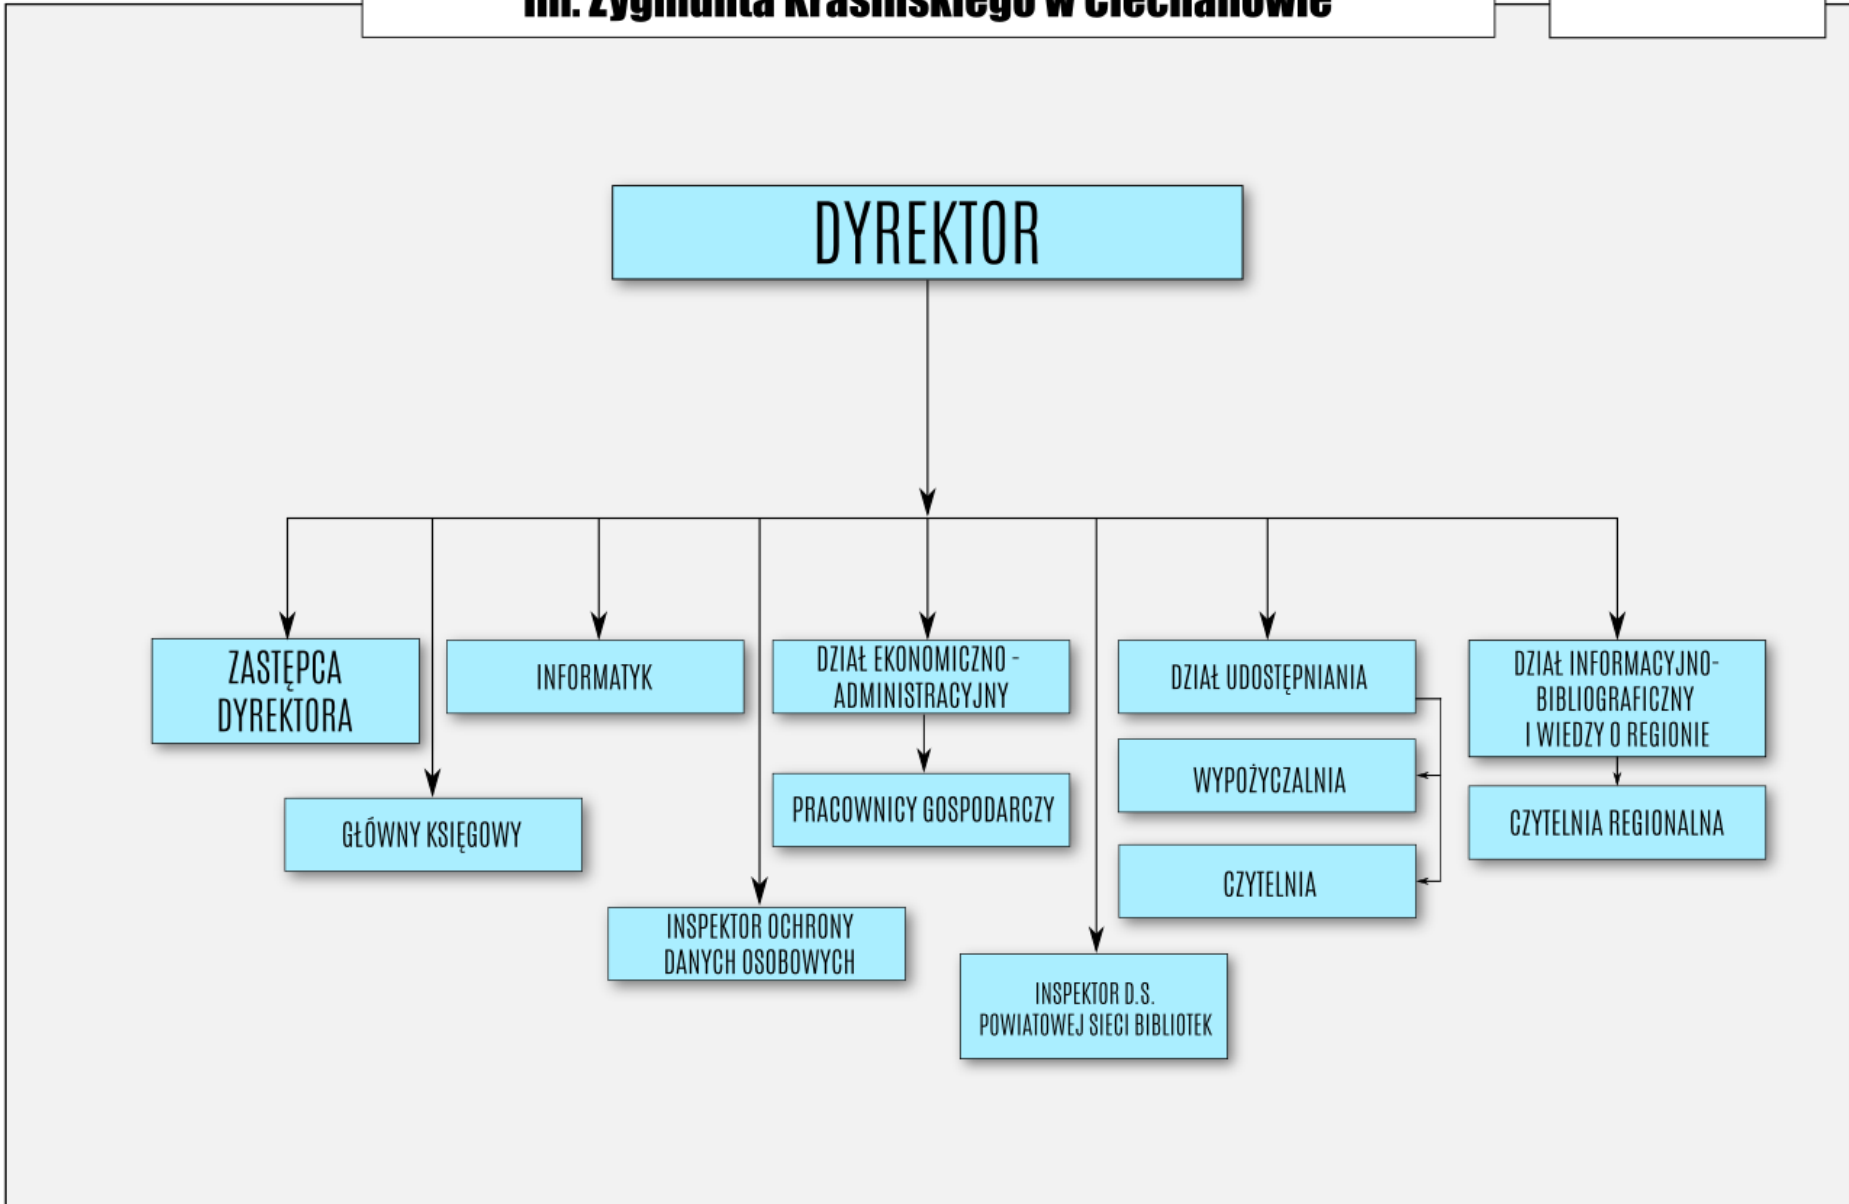 im. Zygmunta Krasińskiego w Ciechanowie
DYREKTOR
ZASTĘPCA
DYREKTORA
INFORMATYK
DZIAŁ EKONOMICZNO -
ADMINISTRACYJNY
DZIAŁ UDOSTĘPNIANIA
DZIAŁ INFORMACYJNO-
BIBLIOGRAFICZNY
I WIEDZY O REGIONIE
GŁÓWNY KSIĘGOWY
PRACOWNICY GOSPODARCZY
WYPOŻYCZALNIA
CZYTELNIA REGIONALNA
CZYTELNIA
INSPEKTOR OCHRONY
DANYCH OSOBOWYCH
INSPEKTOR D.S.
POWIATOWEJ SIECI BIBLIOTEK